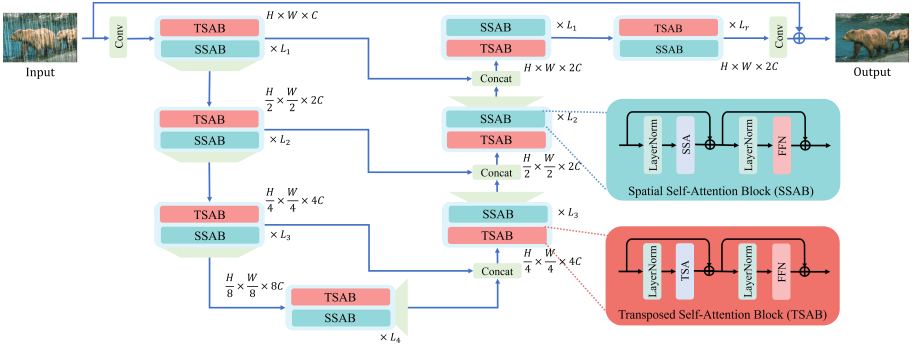 Input
Conv
H × W × C
TSAB
SSAB
× L₁
H/2 × W/2 × 2C
TSAB
SSAB
× L₂
H/4 × W/4 × 4C
TSAB
SSAB
× L₃
H/8 × W/8 × 8C
TSAB
SSAB
× L₄
SSAB
TSAB
× L₁
Concat
H × W × 2C
SSAB
TSAB
× L₂
Concat
H/2 × W/2 × 2C
SSAB
TSAB
× L₃
Concat
H/4 × W/4 × 4C
TSAB
SSAB
× Lᵣ
H × W × 2C
Conv
Output
LayerNorm
SSA
LayerNorm
FFN
Spatial Self-Attention Block (SSAB)
LayerNorm
TSA
LayerNorm
FFN
Transposed Self-Attention Block (TSAB)